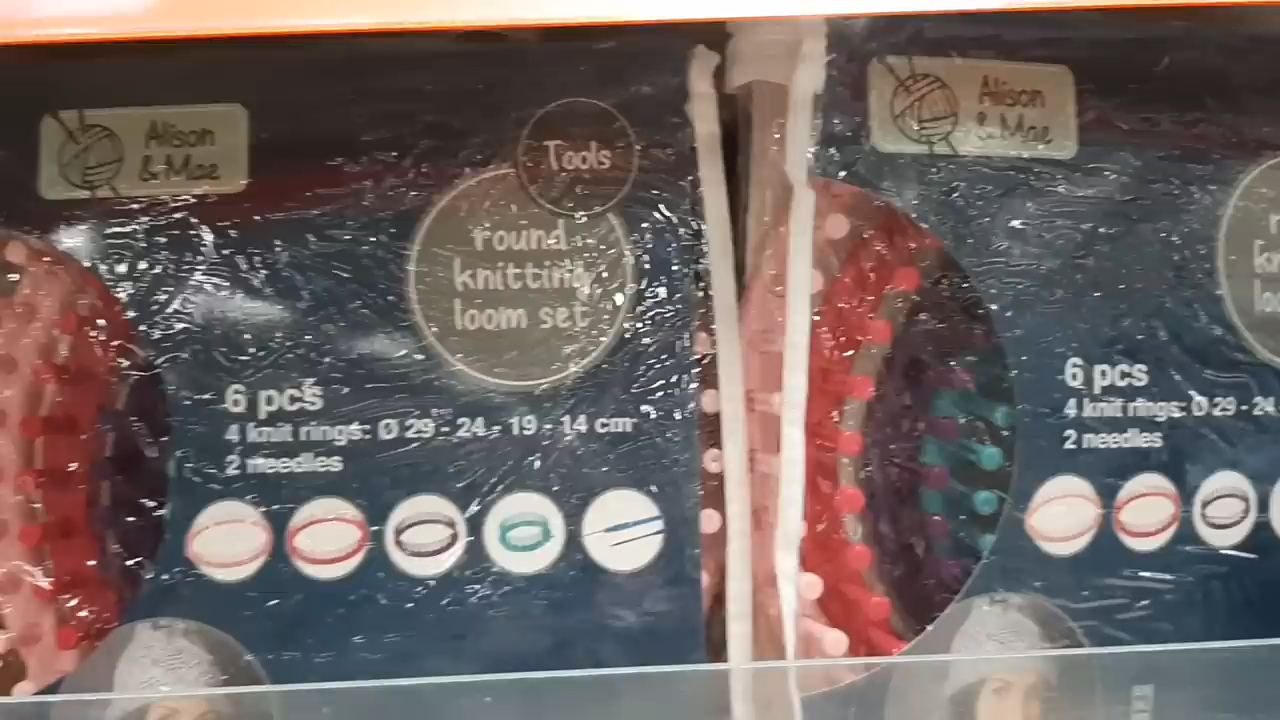 Alison
& Mae
Tools
round
knitting
loom set
6 pcs
4 knit rings: Ø 29 - 24 - 19 - 14 cm
2 needles
Alison
& Mae
6 pcs
4 knit rings: Ø 29 - 24
2 needles